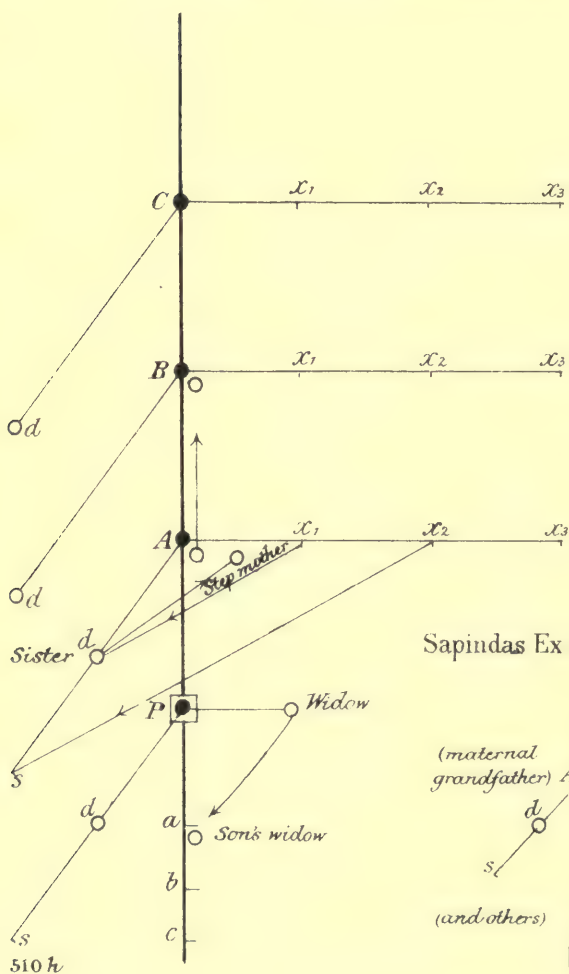 C x1 x2 x3
B x1 x2 x3
d
A x1 x2 x3
Step mother
d
Sister d
Sapindas Ex
P Widow
s
(maternal
grandfather)
d
d
a Son's widow
s
b
(and others)
c
s
510 h